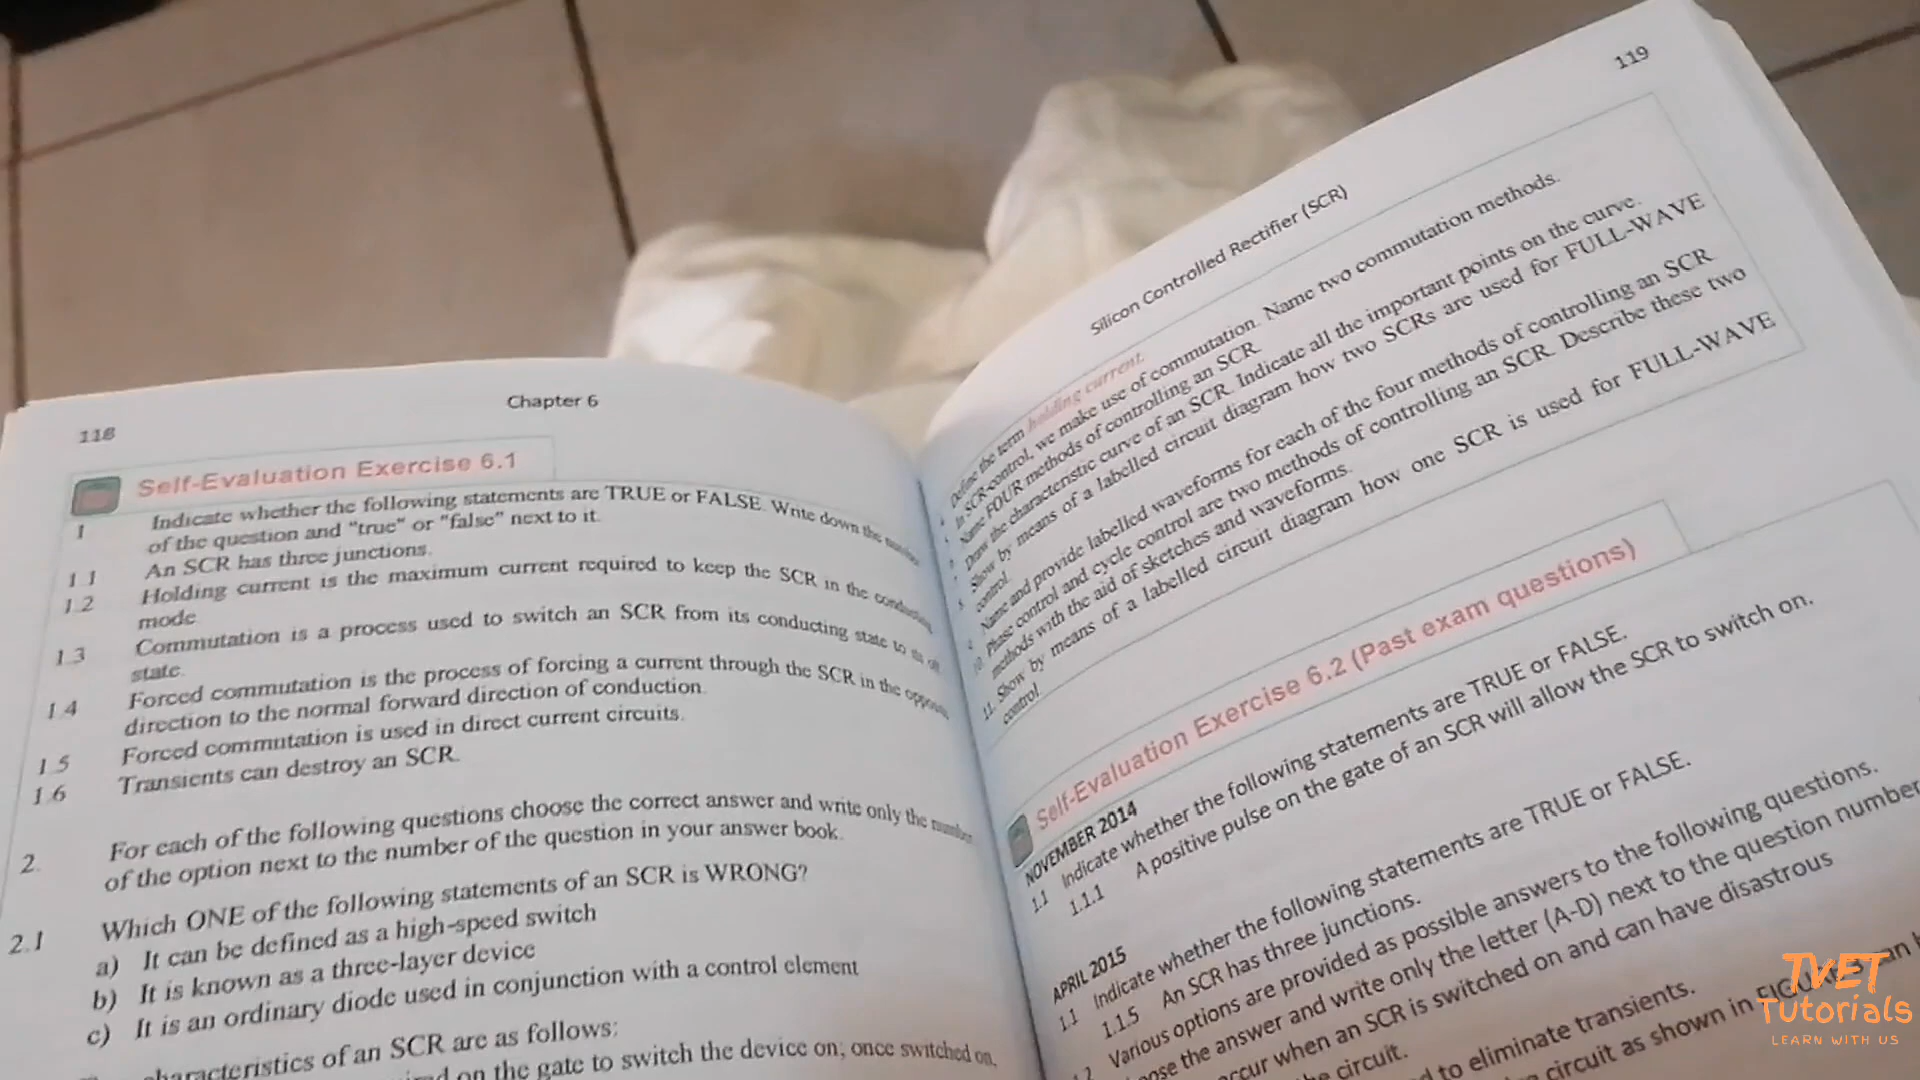 118
Chapter 6
Self-Evaluation Exercise 6.1
1 Indicate whether the following statements are TRUE or FALSE. Write down the number
of the question and "true" or "false" next to it.
1.1 An SCR has three junctions.
1.2 Holding current is the maximum current required to keep the SCR in the conducting
mode
1.3 Commutation is a process used to switch an SCR from its conducting state to its off
state.
1.4 Forced commutation is the process of forcing a current through the SCR in the opposite
direction to the normal forward direction of conduction.
1.5 Forced commutation is used in direct current circuits.
1.6 Transients can destroy an SCR.
2. For each of the following questions choose the correct answer and write only the number
of the option next to the number of the question in your answer book.
2.1 Which ONE of the following statements of an SCR is WRONG?
a) It can be defined as a high-speed switch
b) It is known as a three-layer device
c) It is an ordinary diode used in conjunction with a control element
characteristics of an SCR are as follows:
on the gate to switch the device on; once switched on,
Silicon Controlled Rectifier (SCR)
119
Define the term holding current.
In SCR-control, we make use of commutation. Name two commutation methods.
Name FOUR methods of controlling an SCR.
Draw the characteristic curve of an SCR. Indicate all the important points on the curve.
Show by means of a labelled circuit diagram how two SCRs are used for FULL-WAVE
control.
Name and provide labelled waveforms for each of the four methods of controlling an SCR
10. Phase control and cycle control are two methods of controlling an SCR. Describe these two
methods with the aid of sketches and waveforms.
11. Show by means of a labelled circuit diagram how one SCR is used for FULL-WAVE
control.
Self-Evaluation Exercise 6.2 (Past exam questions)
NOVEMBER 2014
1.1 Indicate whether the following statements are TRUE or FALSE.
1.1.1 A positive pulse on the gate of an SCR will allow the SCR to switch on.
APRIL 2015
1.1 Indicate whether the following statements are TRUE or FALSE.
1.1.5 An SCR has three junctions.
Various options are provided as possible answers to the following questions.
the answer and write only the letter (A-D) next to the question number
occur when an SCR is switched on and can have disastrous
circuit.
to eliminate transients.
circuit as shown in
TVET
Tutorials
LEARN WITH US